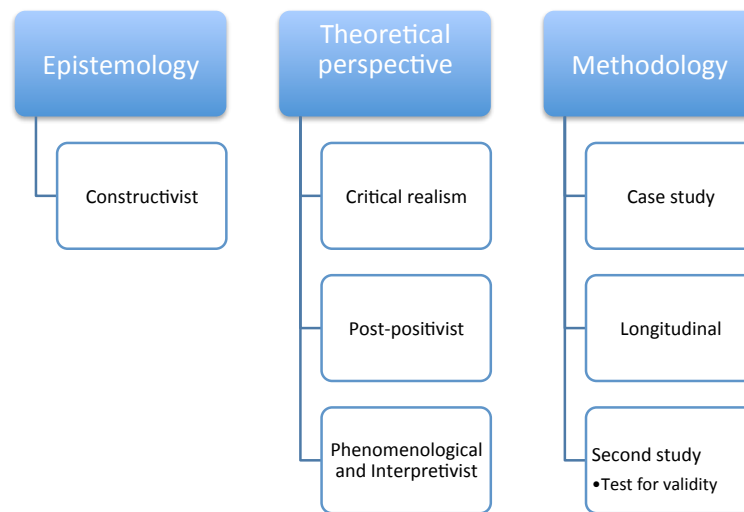 Epistemology
Constructivist
Theoretical
perspective
Critical realism
Post-positivist
Phenomenological
and Interpretivist
Methodology
Case study
Longitudinal
Second study
•Test for validity